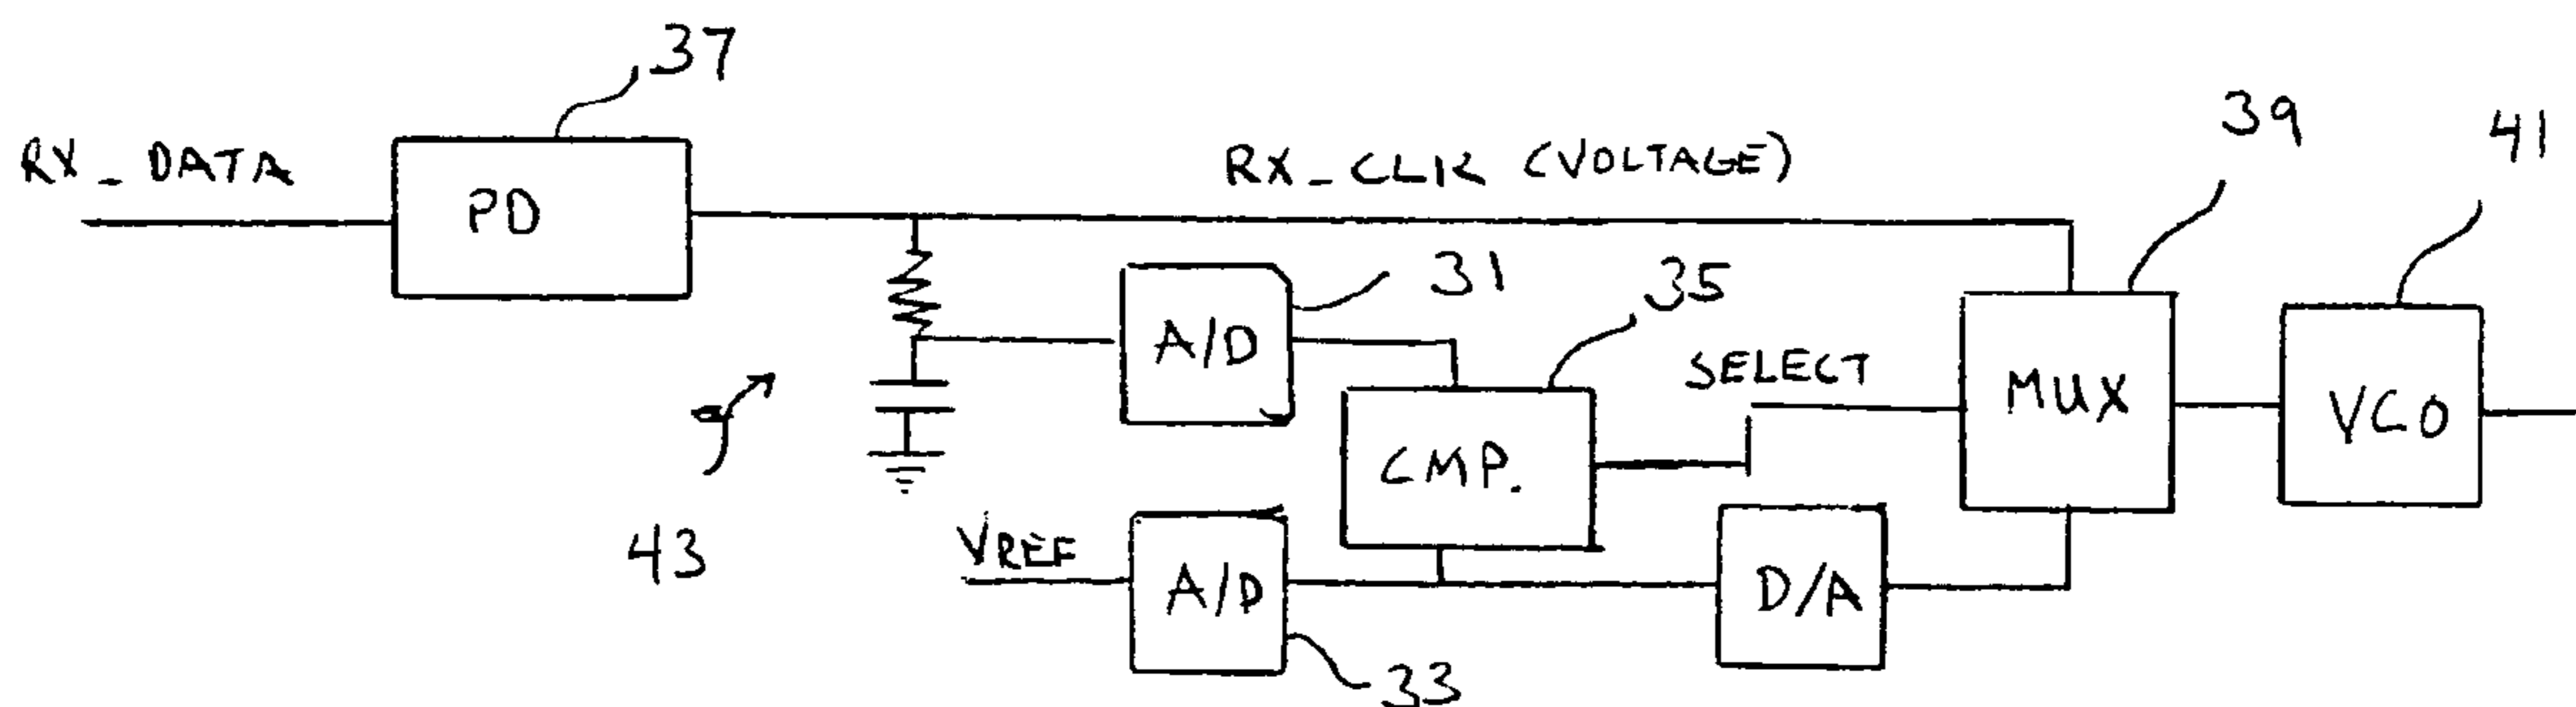 37
RX_DATA
PD
RX_CLK (VOLTAGE)
39
41
A/D
31
35
SELECT
MUX
VCO
CMP.
43
VREF
A/D
33
D/A